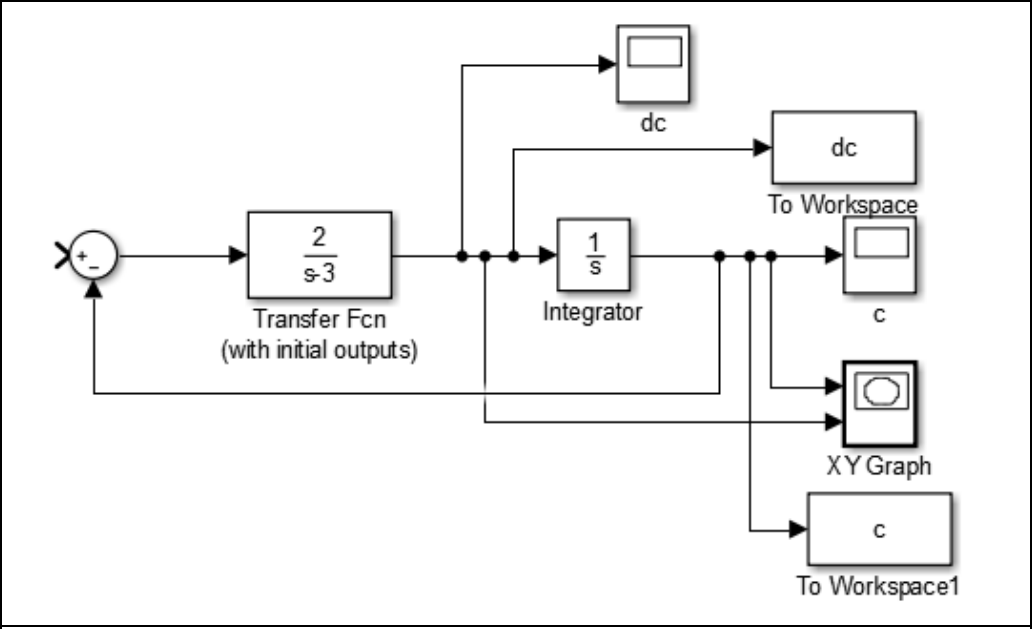 dc
dc
To Workspace
+
−
2
s-3
Transfer Fcn
(with initial outputs)
1
s
Integrator
c
XY Graph
c
To Workspace1